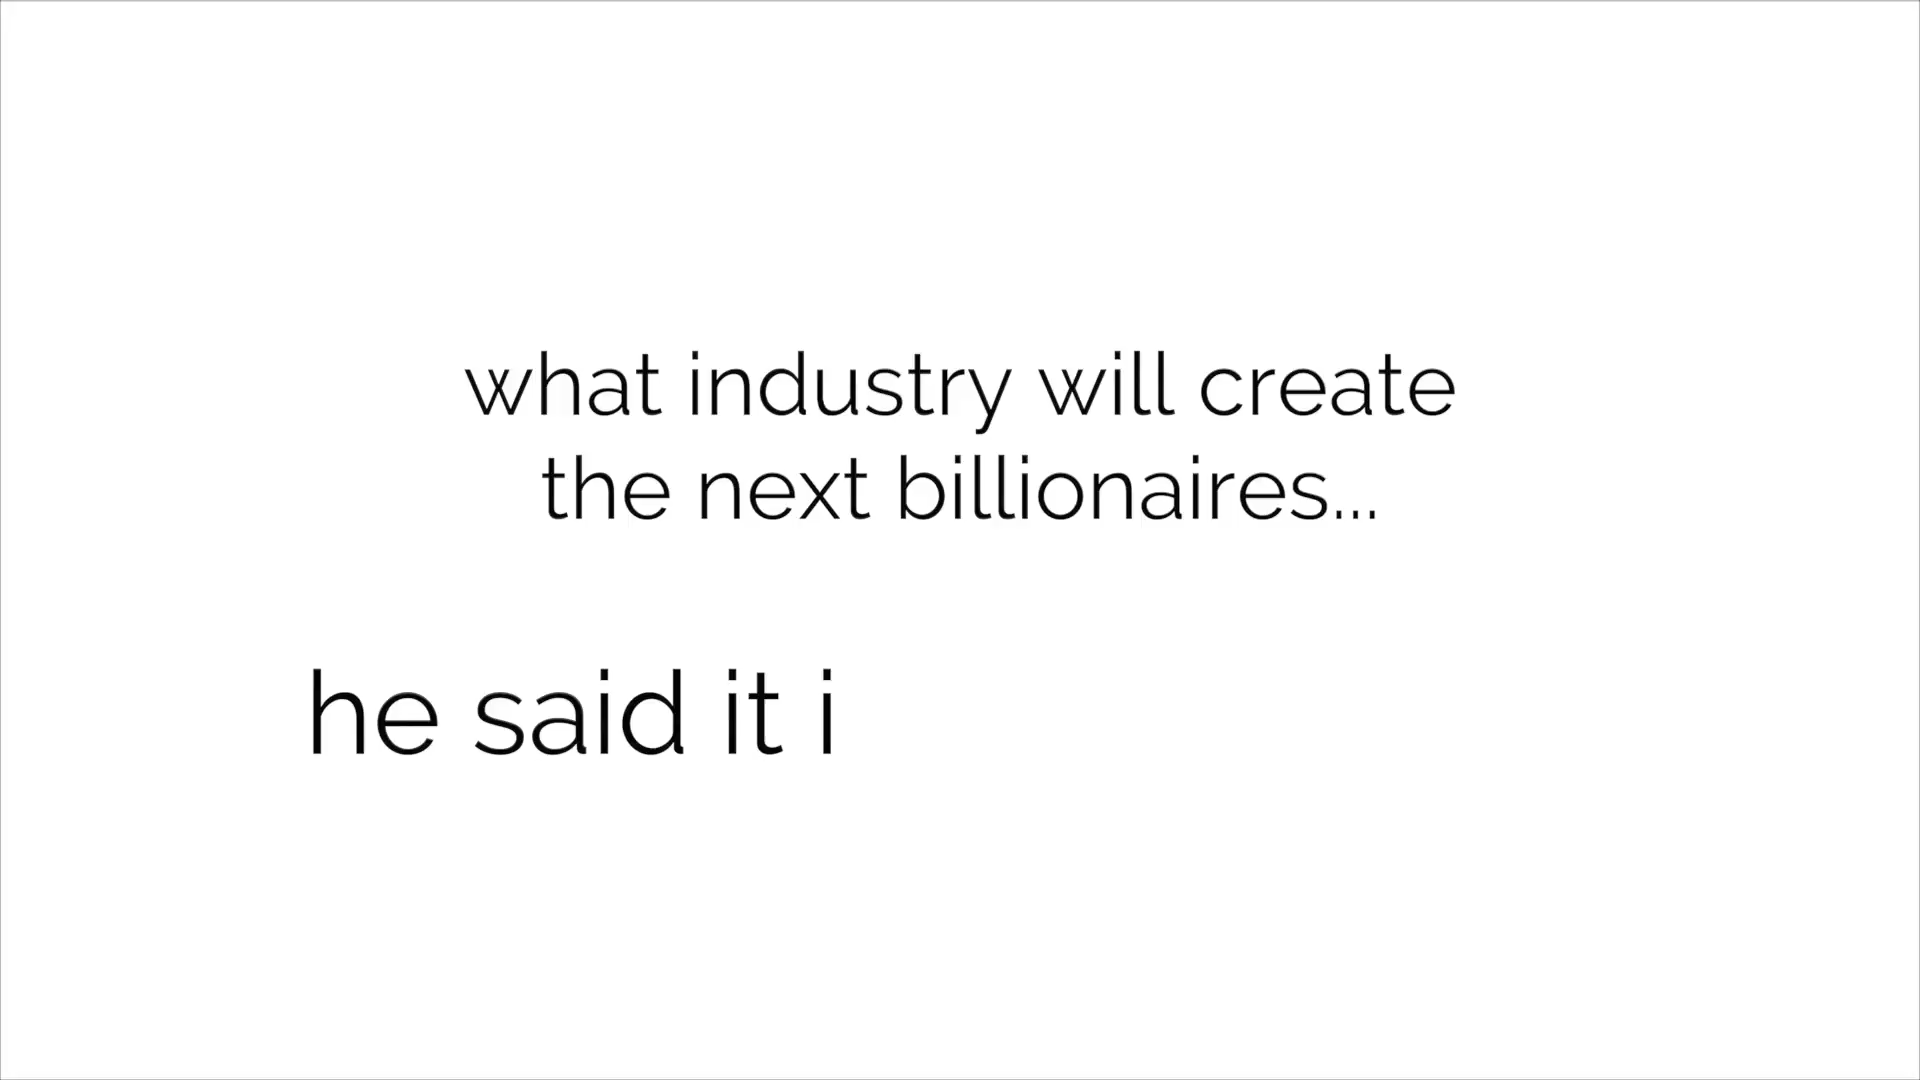 what industry will create
the next billionaires...
he said it i